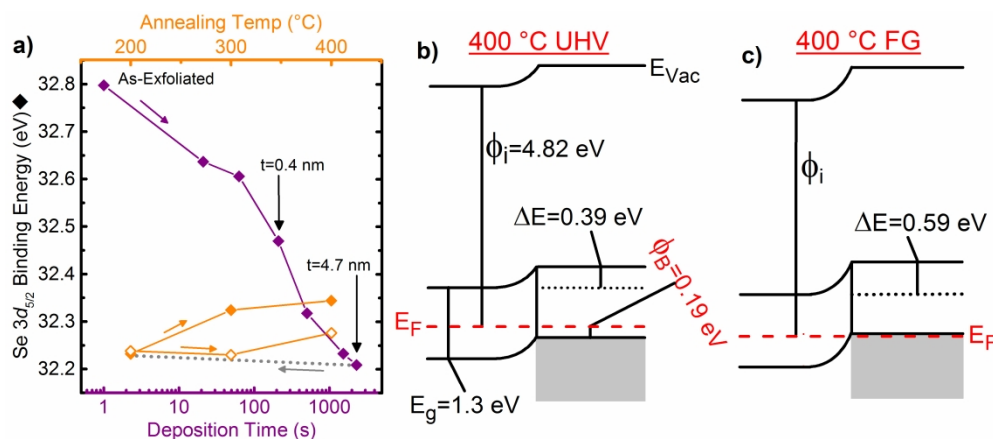 a)
Annealing Temp (°C)
200 300 400
As-Exfoliated
Se 3d5/2 Binding Energy (eV)
32.8
32.7
32.6
32.5
32.4
32.3
32.2
t=0.4 nm
t=4.7 nm
1 10 100 1000
Deposition Time (s)
b) 400 °C UHV
EVac
ϕi=4.82 eV
ΔE=0.39 eV
ϕB=0.19 eV
EF
Eg=1.3 eV
c) 400 °C FG
ϕi
ΔE=0.59 eV
EF